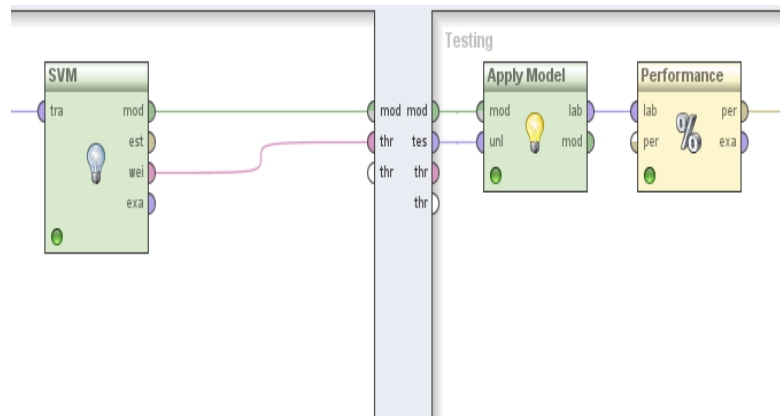 Testing
SVM
tra
mod
est
wei
exa
mod
thr
thr
mod
tes
thr
thr
Apply Model
mod
unl
lab
mod
Performance
lab
per
per
exa
%